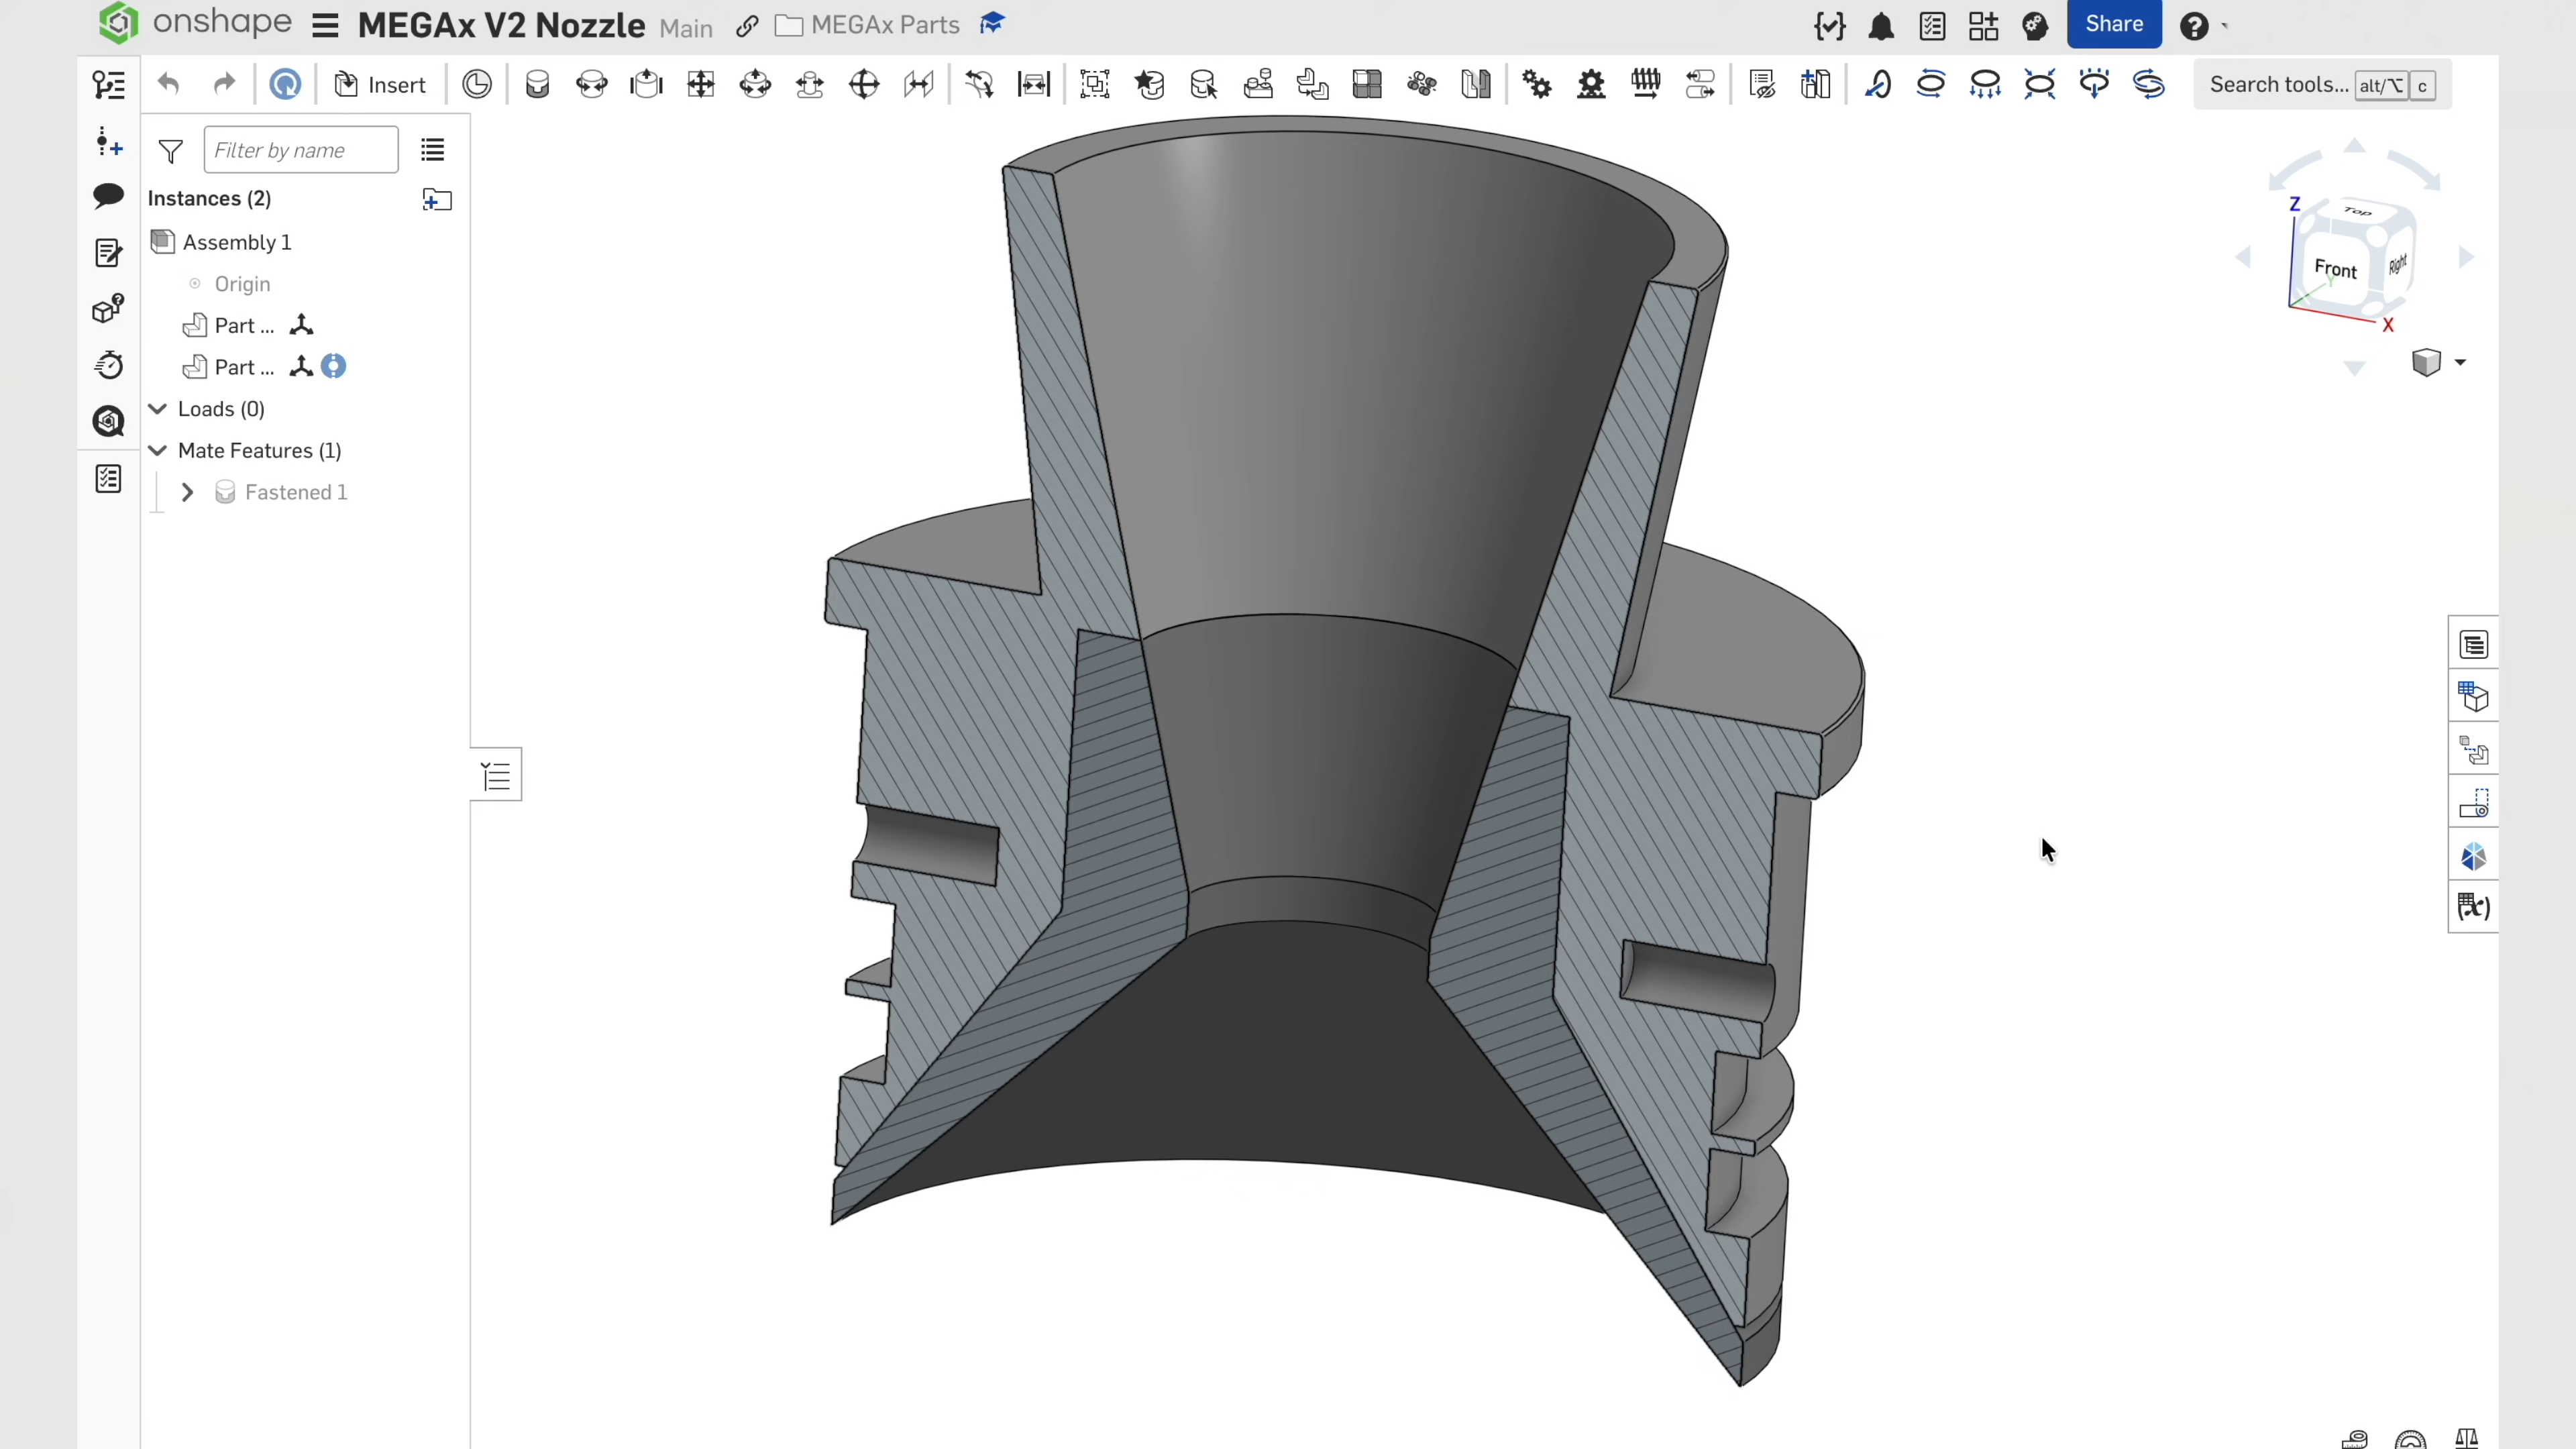 onshape MEGAx V2 Nozzle Main MEGAx Parts Share
Insert Search tools... alt/⌥ c
Filter by name
Instances (2)
Assembly 1
Origin
Part ...
Part ...
Loads (0)
Mate Features (1)
Fastened 1
Z
Top
Front
Right
Y
X
(x)